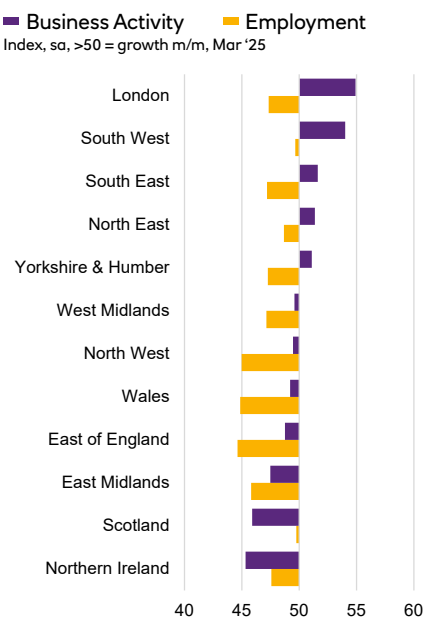 Business Activity Employment
Index, sa, >50 = growth m/m, Mar ‘25
London
South West
South East
North East
Yorkshire & Humber
West Midlands
North West
Wales
East of England
East Midlands
Scotland
Northern Ireland
40 45 50 55 60